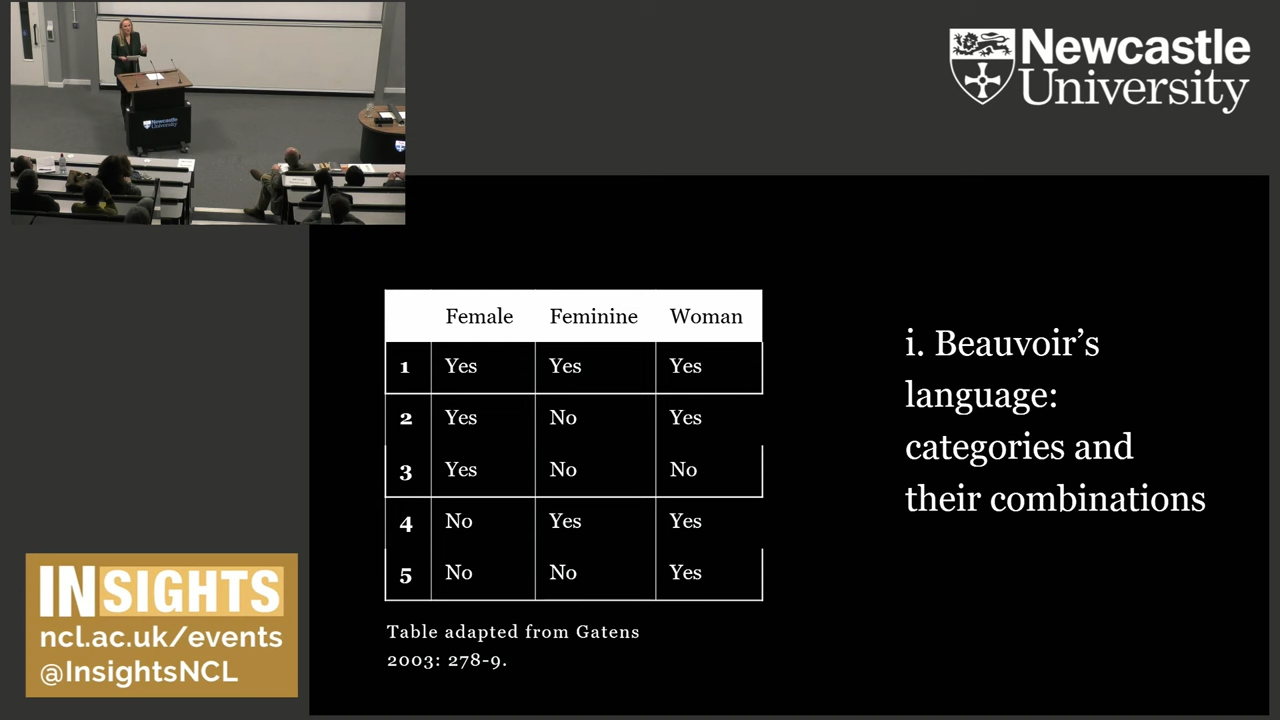 Newcastle
University
Newcastle
University
Female Feminine Woman
1 Yes Yes Yes
2 Yes No Yes
3 Yes No No
4 No Yes Yes
5 No No Yes
Table adapted from Gatens
2003: 278-9.
i. Beauvoir’s
language:
categories and
their combinations
INSIGHTS
ncl.ac.uk/events
@InsightsNCL